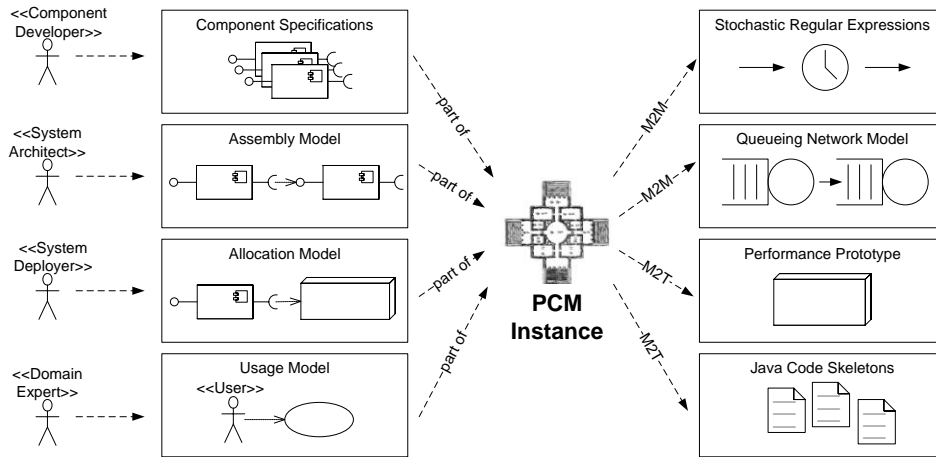 <<Component
Developer>>
Component Specifications
part of
<<System
Architect>>
Assembly Model
part of
<<System
Deployer>>
Allocation Model
part of
<<Domain
Expert>>
Usage Model
<<User>>
part of
PCM
Instance
M2M
Stochastic Regular Expressions
M2M
Queueing Network Model
M2T
Performance Prototype
M2T
Java Code Skeletons